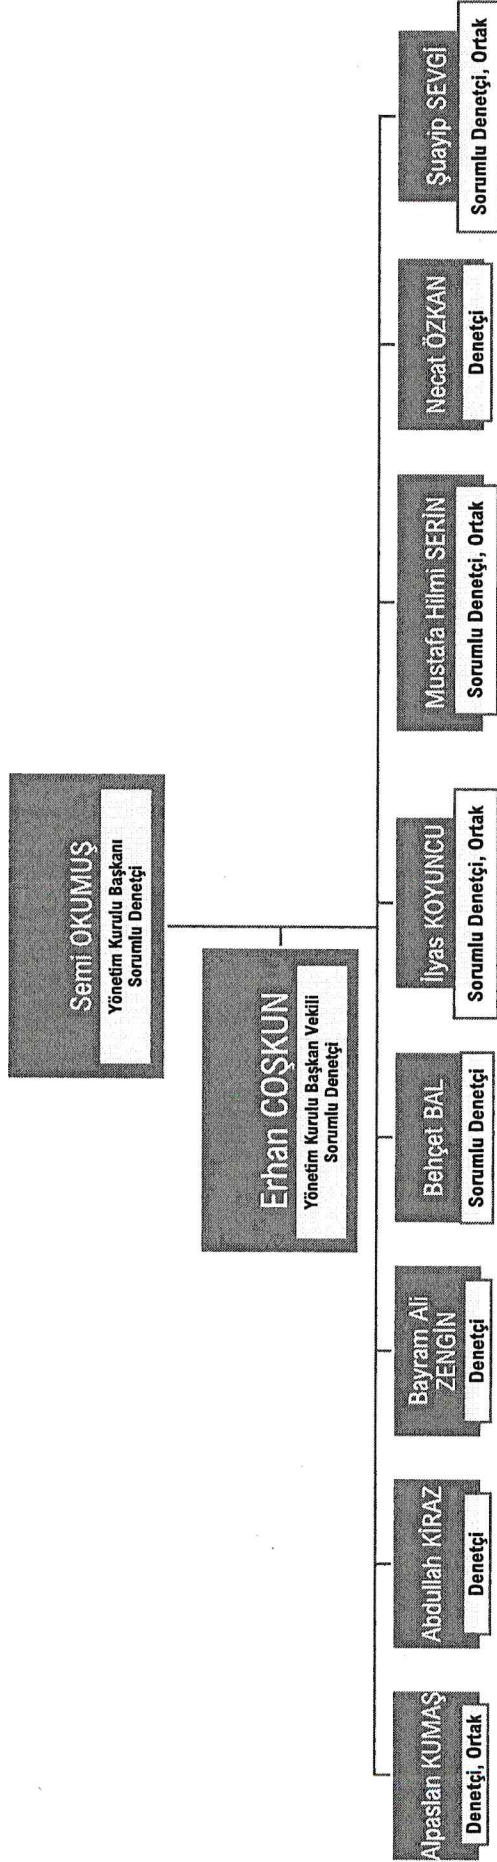 Semi OKUMUŞ
Yönetim Kurulu Başkanı
Sorumlu Denetçi
Erhan COŞKUN
Yönetim Kurulu Başkan Vekili
Sorumlu Denetçi
Alpaslan KUMAŞ
Denetçi, Ortak
Abdullah KİRAZ
Denetçi
Bayram Ali
ZENGİN
Denetçi
Behçet BAL
Sorumlu Denetçi
İlyas KOYUNCU
Sorumlu Denetçi, Ortak
Mustafa Hilmi SERİN
Sorumlu Denetçi, Ortak
Necat ÖZKAN
Denetçi
Şuayip SEVGİ
Sorumlu Denetçi, Ortak